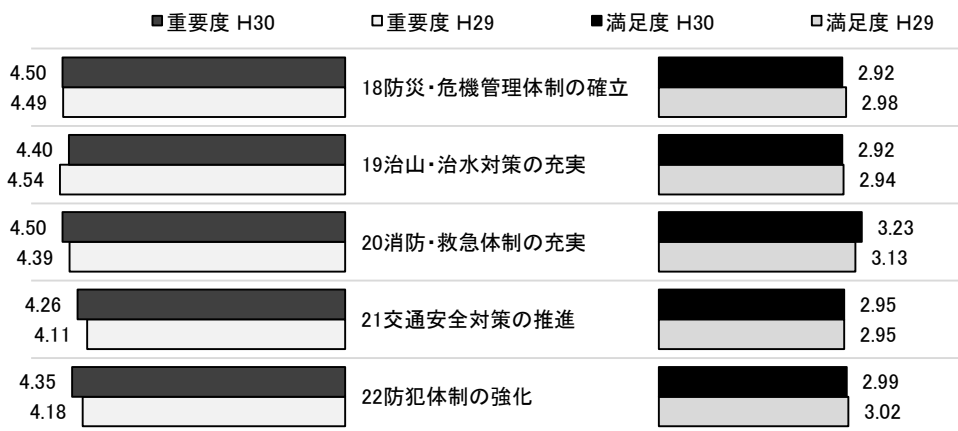 ■重要度 H30 □重要度 H29 ■満足度 H30 □満足度 H29
4.50 2.92
18防災・危機管理体制の確立
4.49 2.98
4.40 2.92
19治山・治水対策の充実
4.54 2.94
4.50 3.23
20消防・救急体制の充実
4.39 3.13
4.26 2.95
21交通安全対策の推進
4.11 2.95
4.35 2.99
22防犯体制の強化
4.18 3.02